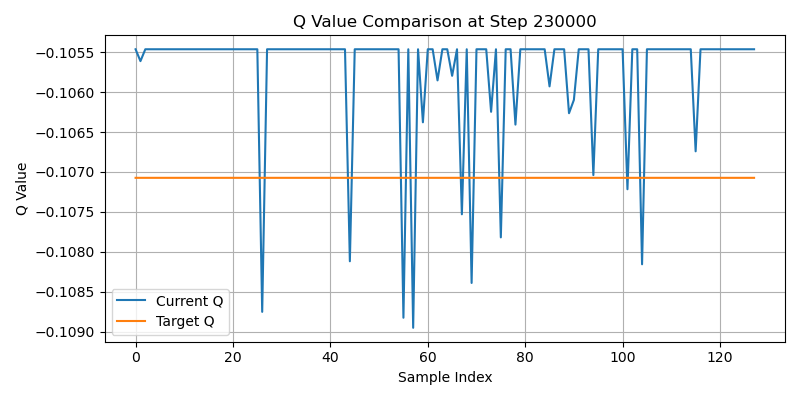 Q Value Comparison at Step 230000
−0.1055
−0.1060
−0.1065
−0.1070
−0.1075
−0.1080
−0.1085
−0.1090
Q Value
Current Q
Target Q
0 20 40 60 80 100 120
Sample Index